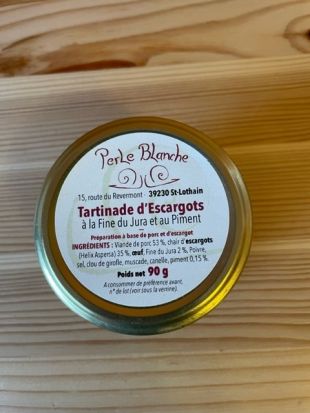 PerLe BLanche
15, route du Revermont - 39230 St-Lothain
Tartinade d'Escargots
à la Fine du Jura et au Piment
Préparation à base de porc et d'escargot
INGRÉDIENTS : Viande de porc 53 %, chair d'escargots
(Helix Aspersa) 35 %, œuf, Fine du Jura 2 %, Poivre,
sel, clou de girofle, muscade, canelle, piment 0,15 %.
Poids net 90 g
A consommer de préférence avant,
n° de lot (voir sous la verrine).